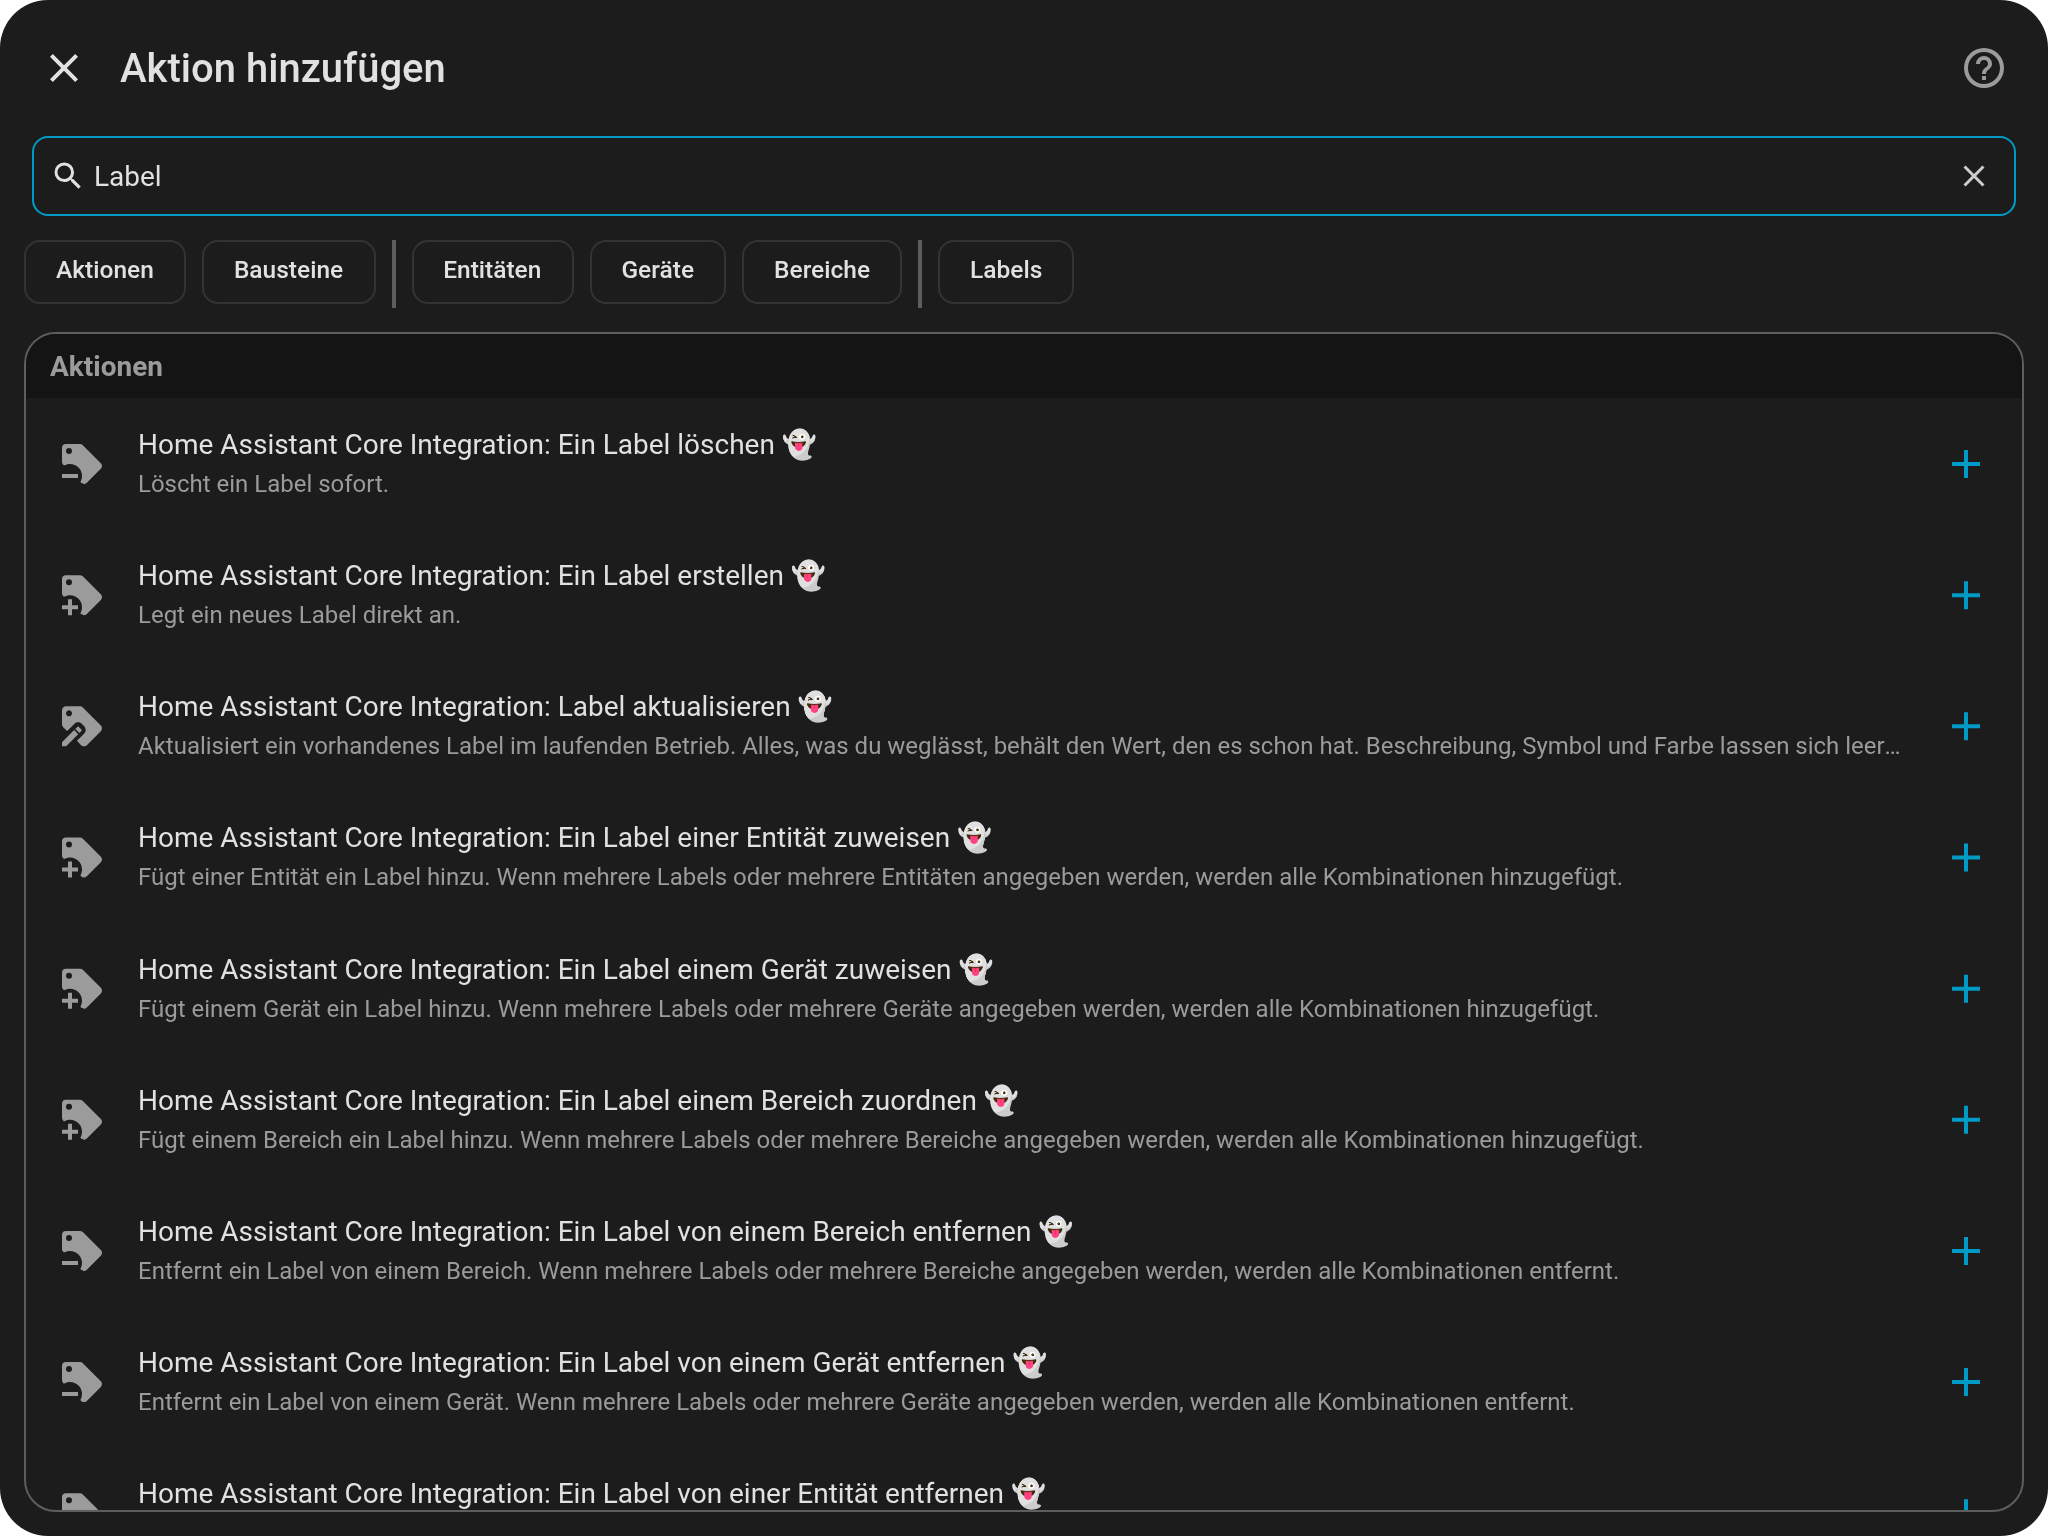 Aktion hinzufügen
Label
Aktionen
Bausteine
Entitäten
Geräte
Bereiche
Labels
Aktionen
Home Assistant Core Integration: Ein Label löschen 👻
Löscht ein Label sofort.
Home Assistant Core Integration: Ein Label erstellen 👻
Legt ein neues Label direkt an.
Home Assistant Core Integration: Label aktualisieren 👻
Aktualisiert ein vorhandenes Label im laufenden Betrieb. Alles, was du weglässt, behält den Wert, den es schon hat. Beschreibung, Symbol und Farbe lassen sich leer…
Home Assistant Core Integration: Ein Label einer Entität zuweisen 👻
Fügt einer Entität ein Label hinzu. Wenn mehrere Labels oder mehrere Entitäten angegeben werden, werden alle Kombinationen hinzugefügt.
Home Assistant Core Integration: Ein Label einem Gerät zuweisen 👻
Fügt einem Gerät ein Label hinzu. Wenn mehrere Labels oder mehrere Geräte angegeben werden, werden alle Kombinationen hinzugefügt.
Home Assistant Core Integration: Ein Label einem Bereich zuordnen 👻
Fügt einem Bereich ein Label hinzu. Wenn mehrere Labels oder mehrere Bereiche angegeben werden, werden alle Kombinationen hinzugefügt.
Home Assistant Core Integration: Ein Label von einem Bereich entfernen 👻
Entfernt ein Label von einem Bereich. Wenn mehrere Labels oder mehrere Bereiche angegeben werden, werden alle Kombinationen entfernt.
Home Assistant Core Integration: Ein Label von einem Gerät entfernen 👻
Entfernt ein Label von einem Gerät. Wenn mehrere Labels oder mehrere Geräte angegeben werden, werden alle Kombinationen entfernt.
Home Assistant Core Integration: Ein Label von einer Entität entfernen 👻